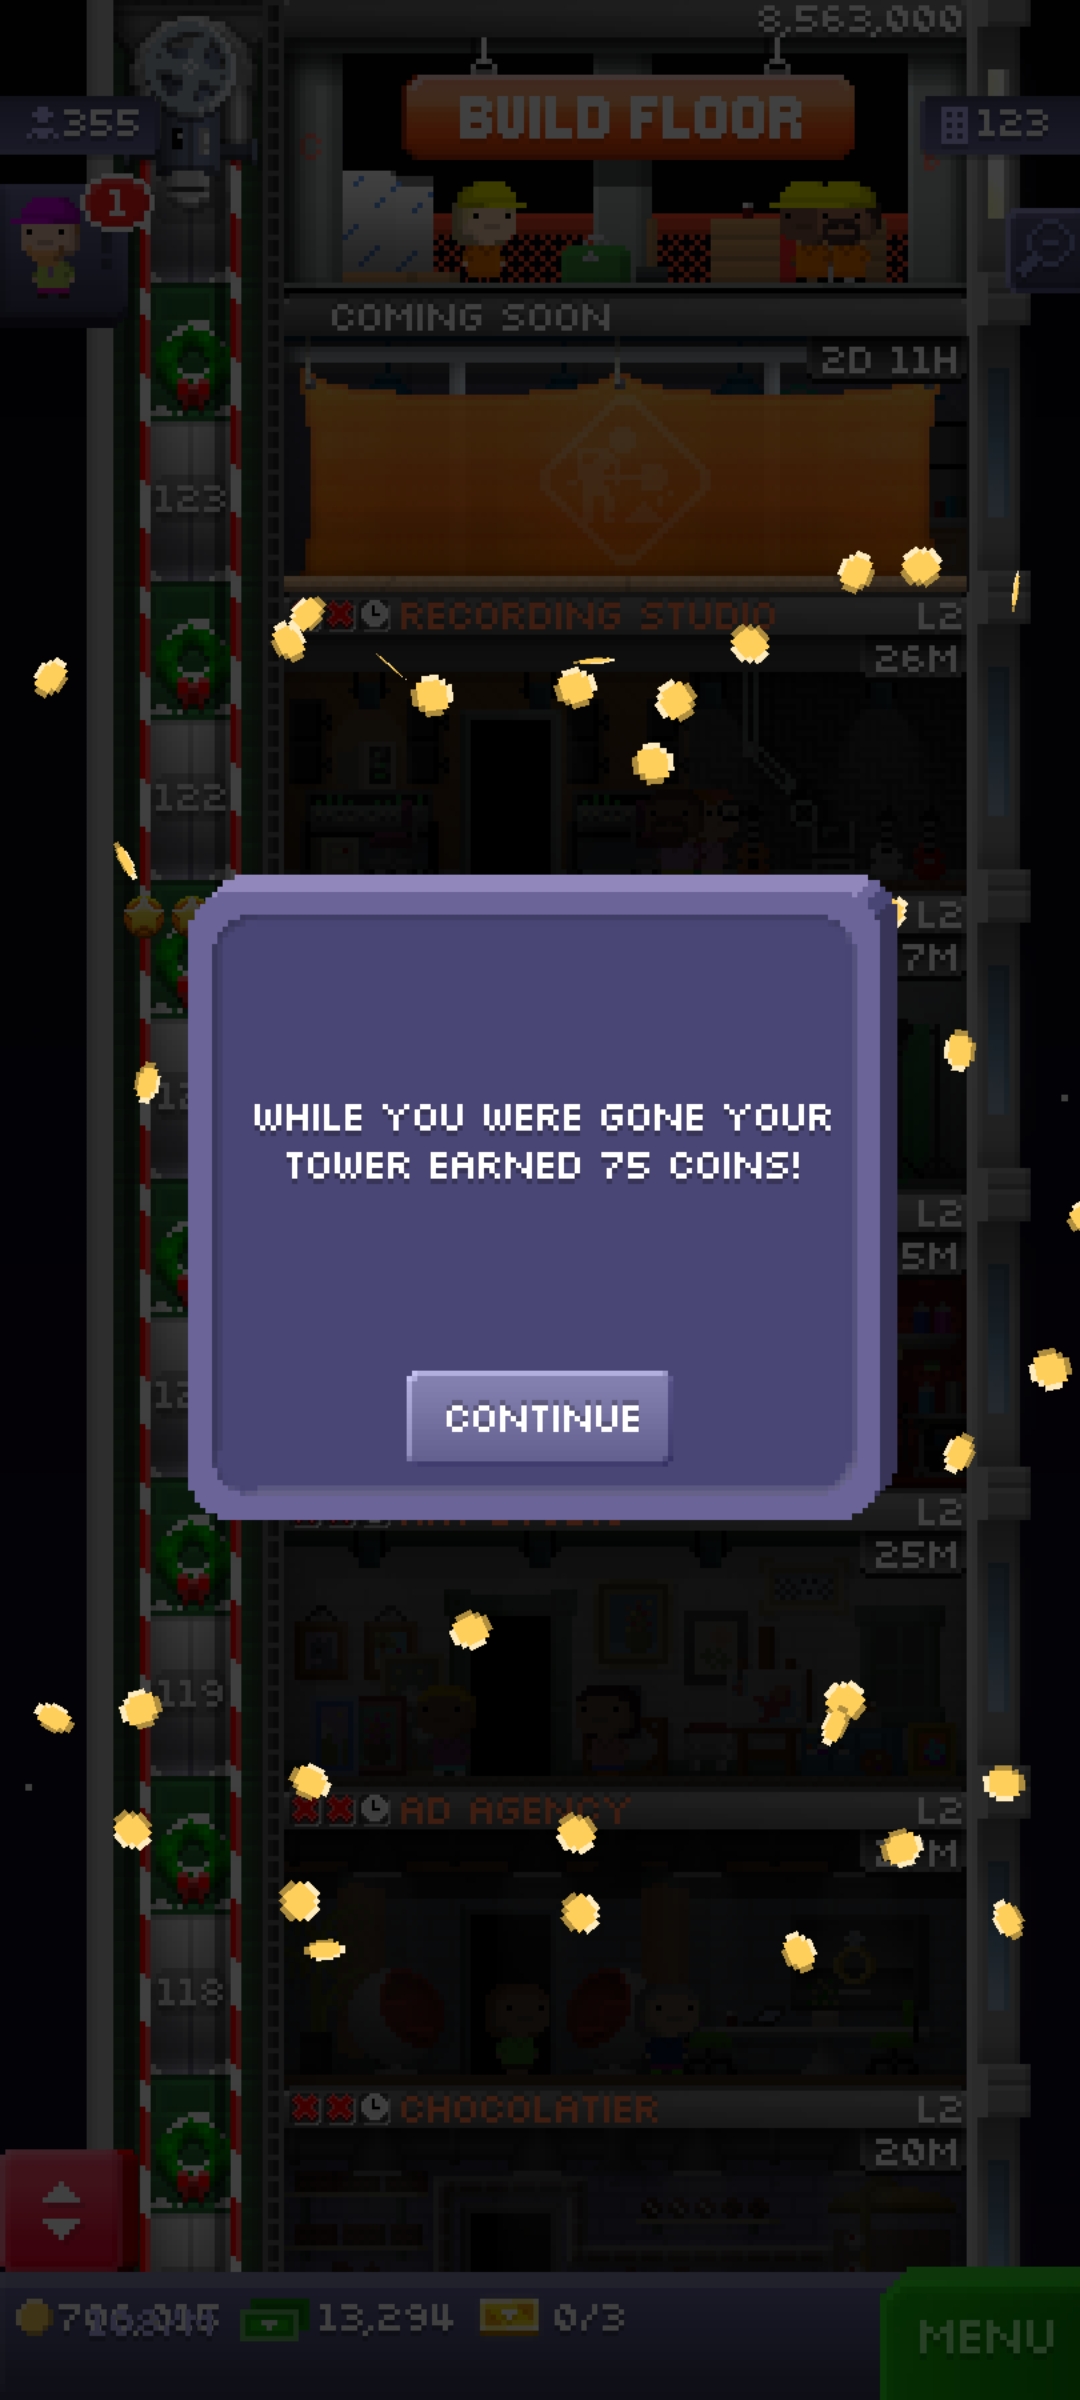 8,563,000
BUILD FLOOR
355
123
1
COMING SOON
2D 11H
123
RECORDING STUDIO L2
26M
122
L2
7M
WHILE YOU WERE GONE YOUR
TOWER EARNED 75 COINS!
L2
5M
CONTINUE
L2
25M
119
AD AGENCY L2
M
118
CHOCOLATIER L2
20M
13,294 0/3
MENU